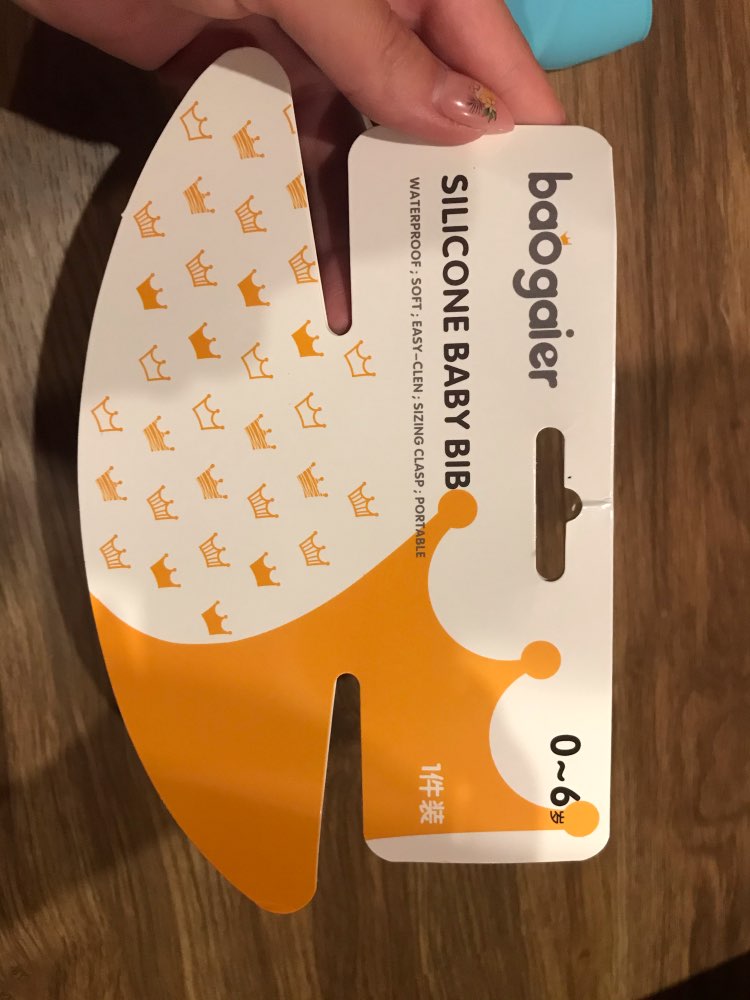 baogaier
SILICONE BABY BIB
WATERPROOF ; SOFT ; EASY-CLEN ; SIZING CLASP ; PORTABLE
0~6岁
1件装